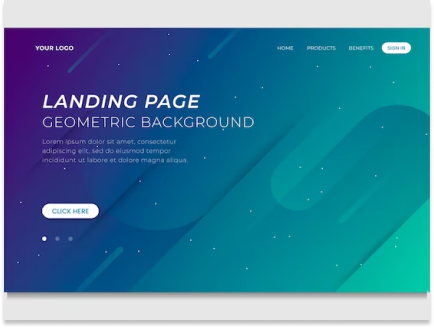 YOUR LOGO
HOME PRODUCTS BENEFITS SIGN IN
LANDING PAGE
GEOMETRIC BACKGROUND
Lorem ipsum dolor sit amet, consectetur
adipiscing elit, sed do eiusmod tempor
incididunt ut labore et dolore magna aliqua.
CLICK HERE